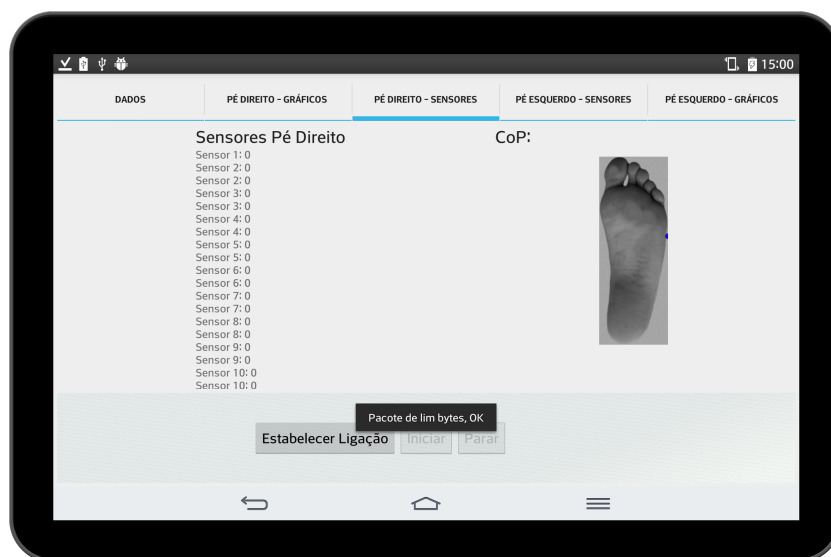 15:00
DADOS
PÉ DIREITO - GRÁFICOS
PÉ DIREITO - SENSORES
PÉ ESQUERDO - SENSORES
PÉ ESQUERDO - GRÁFICOS
Sensores Pé Direito
CoP:
Sensor 1: 0
Sensor 2: 0
Sensor 2: 0
Sensor 3: 0
Sensor 3: 0
Sensor 4: 0
Sensor 4: 0
Sensor 5: 0
Sensor 5: 0
Sensor 6: 0
Sensor 6: 0
Sensor 7: 0
Sensor 7: 0
Sensor 8: 0
Sensor 8: 0
Sensor 9: 0
Sensor 9: 0
Sensor 10: 0
Sensor 10: 0
Pacote de lim bytes, OK
Estabelecer Ligação
Iniciar
Parar